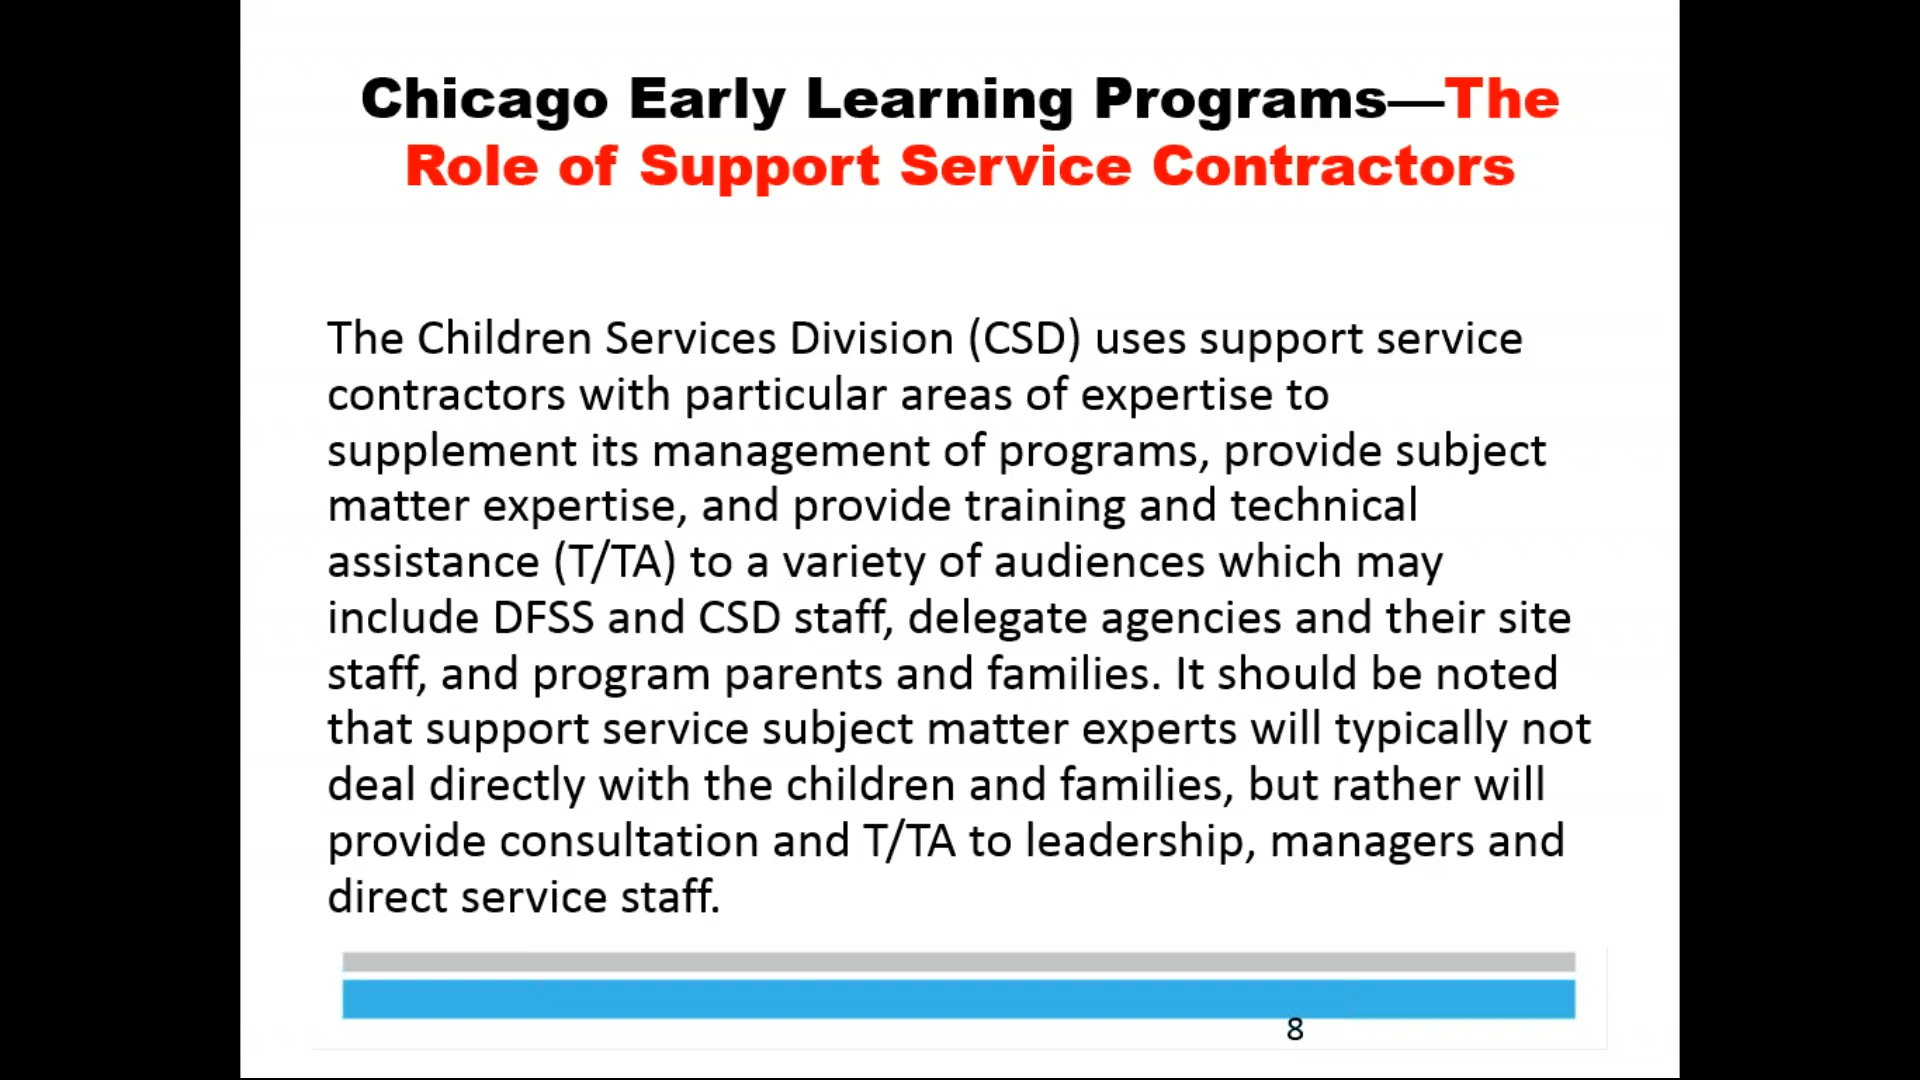 Chicago Early Learning Programs—The
Role of Support Service Contractors
The Children Services Division (CSD) uses support service
contractors with particular areas of expertise to
supplement its management of programs, provide subject
matter expertise, and provide training and technical
assistance (T/TA) to a variety of audiences which may
include DFSS and CSD staff, delegate agencies and their site
staff, and program parents and families. It should be noted
that support service subject matter experts will typically not
deal directly with the children and families, but rather will
provide consultation and T/TA to leadership, managers and
direct service staff.
8